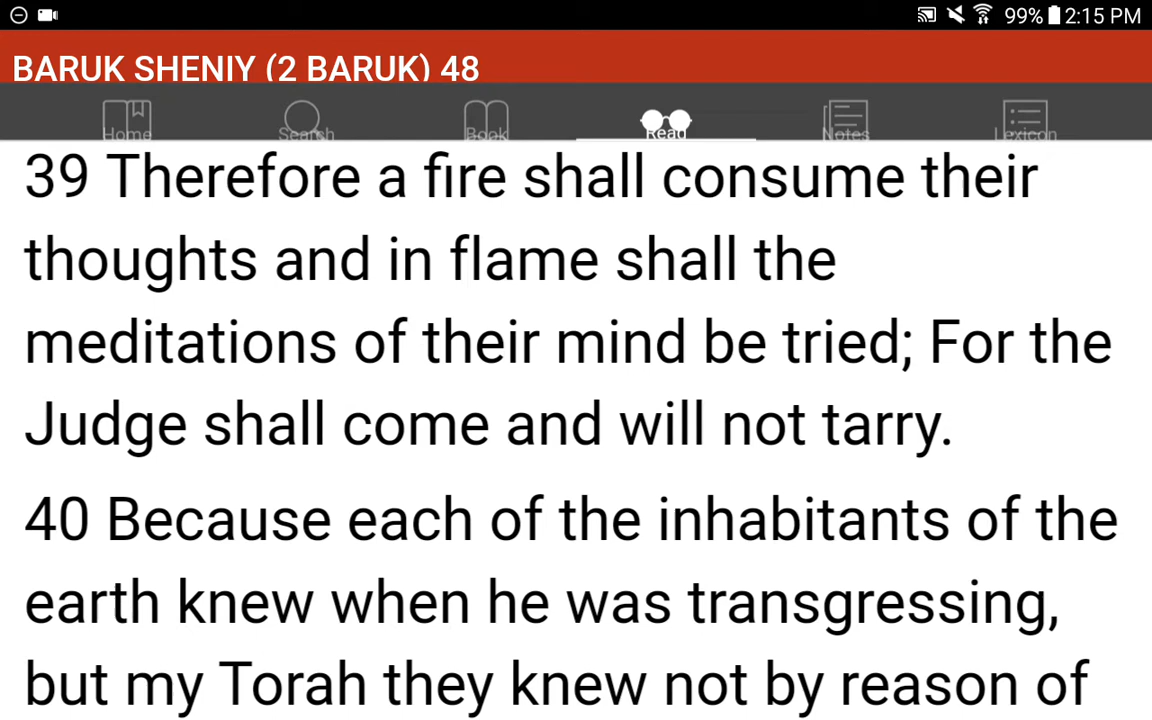 99% 2:15 PM
BARUK SHENIY (2 BARUK) 48
Home Search Book Read Notes Lexicon
39 Therefore a fire shall consume their
thoughts and in flame shall the
meditations of their mind be tried; For the
Judge shall come and will not tarry.
40 Because each of the inhabitants of the
earth knew when he was transgressing,
but my Torah they knew not by reason of